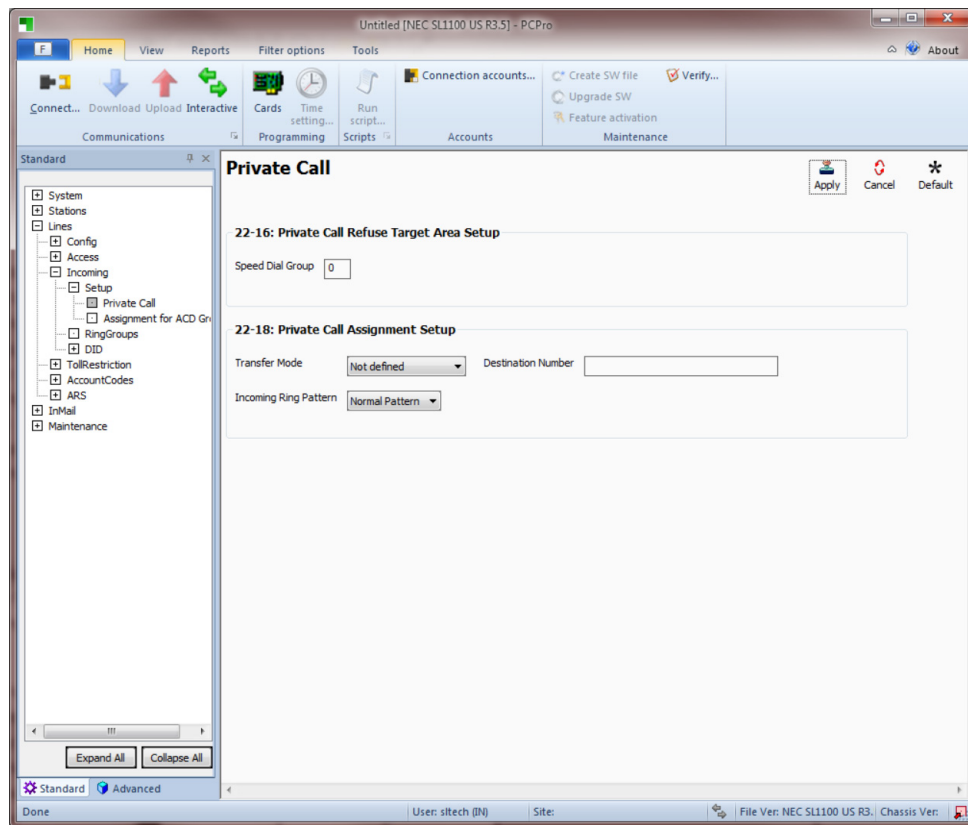 Untitled [NEC SL1100 US R3.5] - PCPro
F Home View Reports Filter options Tools About
Connect... Download Upload Interactive Cards Time setting... Run script... Connection accounts... Create SW file Verify...
Upgrade SW
Feature activation
Communications Programming Scripts Accounts Maintenance
Standard
System
Stations
Lines
Config
Access
Incoming
Setup
Private Call
Assignment for ACD Gr
RingGroups
DID
TollRestriction
AccountCodes
ARS
InMail
Maintenance
Expand All Collapse All
Standard Advanced
Private Call
Apply Cancel Default
22-16: Private Call Refuse Target Area Setup
Speed Dial Group 0
22-18: Private Call Assignment Setup
Transfer Mode Not defined Destination Number
Incoming Ring Pattern Normal Pattern
Done User: sltech (IN) Site: File Ver: NEC SL1100 US R3. Chassis Ver: